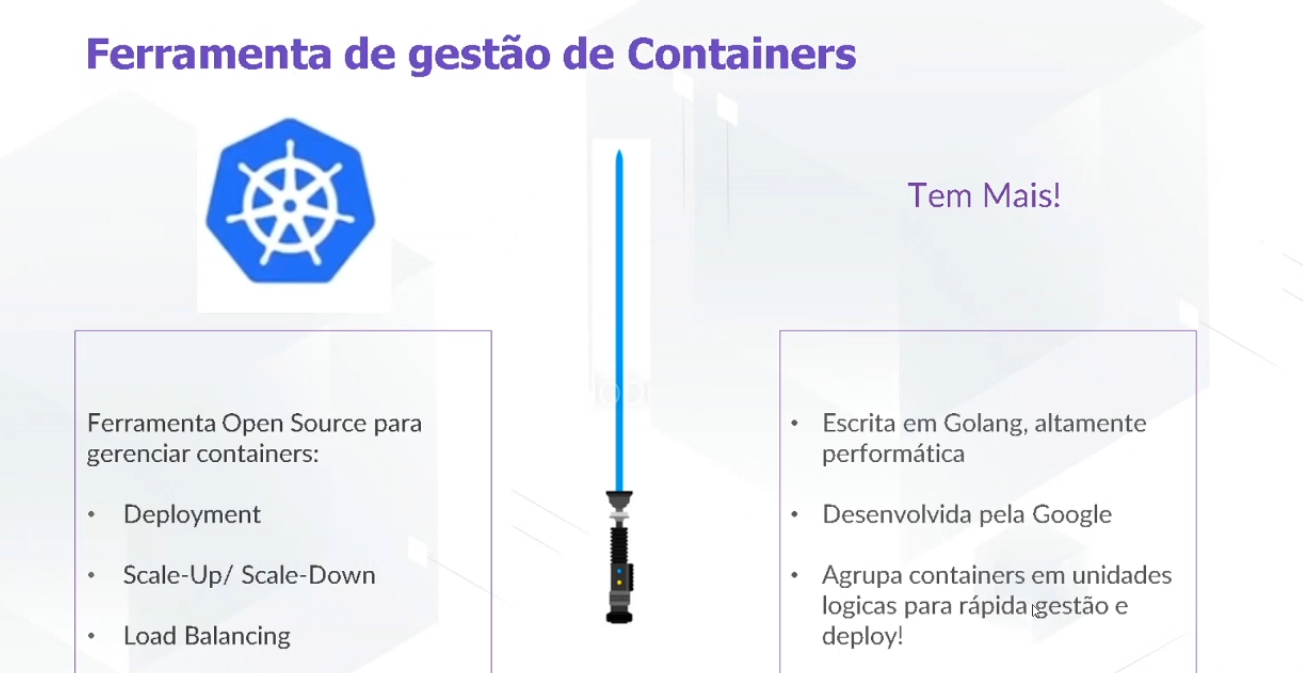 Ferramenta de gestão de Containers
Tem Mais!
Ferramenta Open Source para
gerenciar containers:
• Deployment
• Scale-Up/ Scale-Down
• Load Balancing
• Escrita em Golang, altamente
performática
• Desenvolvida pela Google
• Agrupa containers em unidades
logicas para rápida gestão e
deploy!